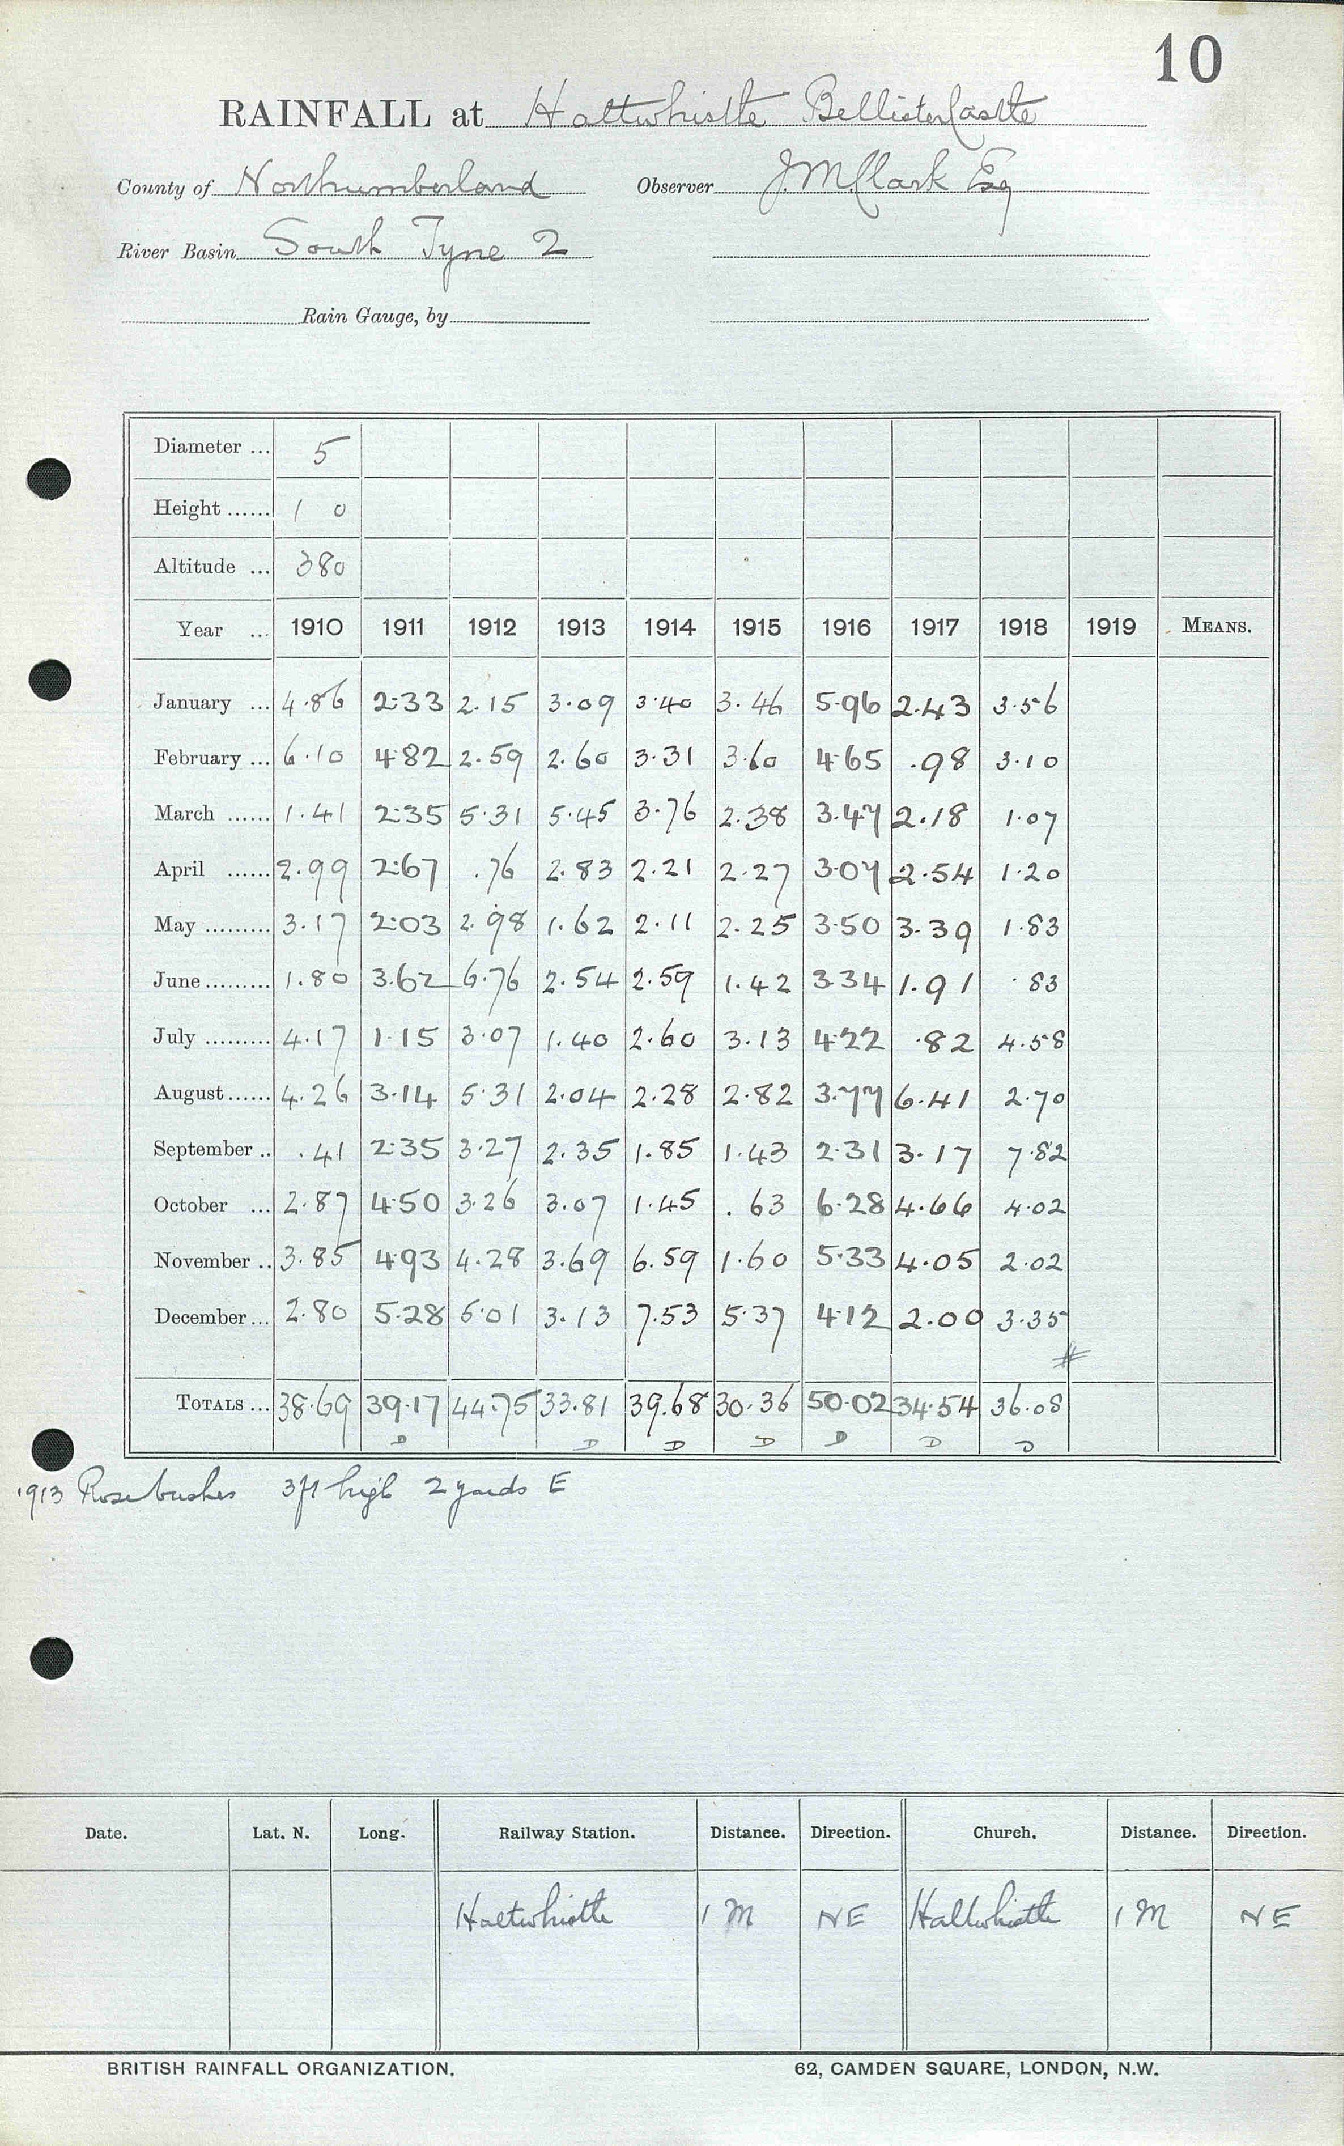 10
RAINFALL at Haltwhistle Bellister Castle
County of Northumberland Observer J.M.Clark Esq
River Basin South Tyne 2
Rain Gauge, by
Diameter ... 5
Height ...... 1 0
Altitude ... 380
Year ... 1910 1911 1912 1913 1914 1915 1916 1917 1918 1919 MEANS.
January ... 4.86 2.33 2.15 3.09 3.40 3.46 5.96 2.43 3.56
February ... 6.10 4.82 2.59 2.60 3.31 3.60 4.65 .98 3.10
March ...... 1.41 2.35 5.31 5.45 3.76 2.38 3.47 2.18 1.07
April ...... 2.99 2.67 .76 2.83 2.21 2.27 3.07 2.54 1.20
May ......... 3.17 2.03 2.98 1.62 2.11 2.25 3.50 3.39 1.83
June ......... 1.80 3.62 6.76 2.54 2.59 1.42 3.34 1.91 .83
July ......... 4.17 1.15 3.07 1.40 2.60 3.13 4.22 .82 4.58
August ...... 4.26 3.14 5.31 2.04 2.28 2.82 3.77 6.41 2.70
September .. .41 2.35 3.27 2.35 1.85 1.43 2.31 3.17 7.82
October ... 2.87 4.50 3.26 3.07 1.45 .63 6.28 4.66 4.02
November .. 3.85 4.93 4.28 3.69 6.59 1.60 5.33 4.05 2.02
December ... 2.80 5.28 5.01 3.13 7.53 5.37 4.12 2.00 3.35
#
TOTALS ... 38.69 39.17 44.75 33.81 39.68 30.36 50.02 34.54 36.08
D D D D D D D
1913 Rose bushes 3ft high 2 yards E
Date. Lat. N. Long. Railway Station. Distance. Direction. Church. Distance. Direction.
Haltwhistle 1 M NE Haltwhistle 1 M NE
BRITISH RAINFALL ORGANIZATION. 62, CAMDEN SQUARE, LONDON, N.W.